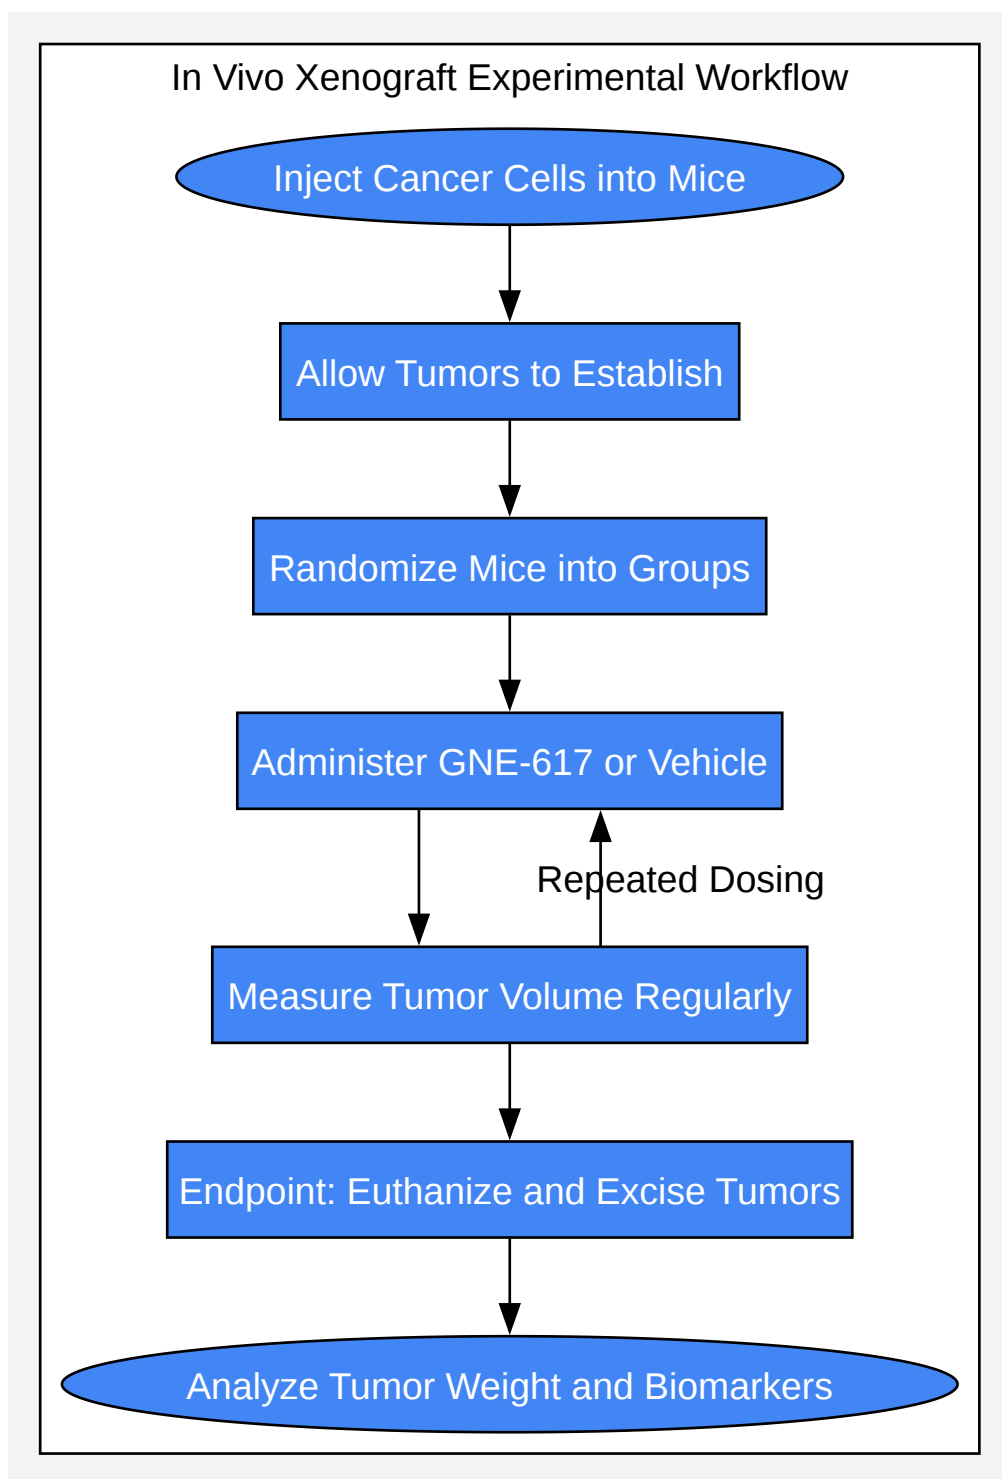 In Vivo Xenograft Experimental Workflow
Inject Cancer Cells into Mice
Allow Tumors to Establish
Randomize Mice into Groups
Administer GNE-617 or Vehicle
Repeated Dosing
Measure Tumor Volume Regularly
Endpoint: Euthanize and Excise Tumors
Analyze Tumor Weight and Biomarkers